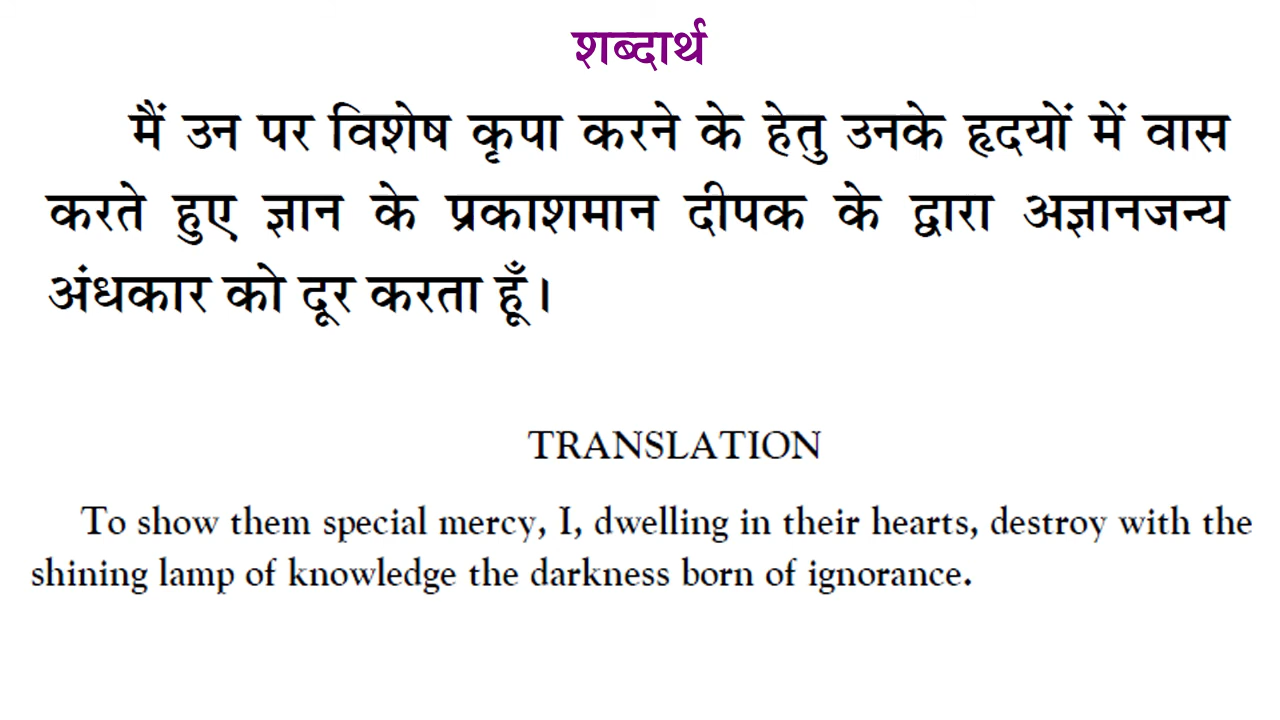 शब्दार्थ
मैं उन पर विशेष कृपा करने के हेतु उनके हृदयों में वास
करते हुए ज्ञान के प्रकाशमान दीपक के द्वारा अज्ञानजन्य
अंधकार को दूर करता हूँ।
TRANSLATION
To show them special mercy, I, dwelling in their hearts, destroy with the
shining lamp of knowledge the darkness born of ignorance.